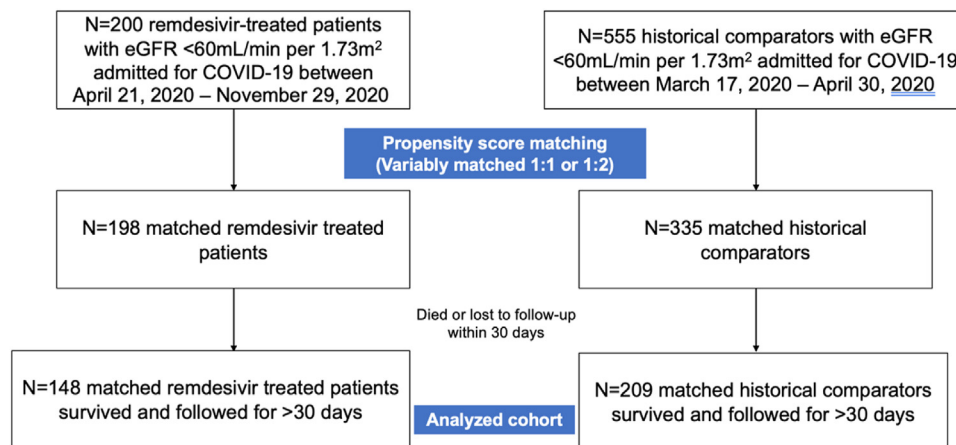 N=200 remdesivir-treated patients
with eGFR <60mL/min per 1.73m²
admitted for COVID-19 between
April 21, 2020 – November 29, 2020
N=555 historical comparators with eGFR
<60mL/min per 1.73m² admitted for COVID-19
between March 17, 2020 – April 30, 2020
Propensity score matching
(Variably matched 1:1 or 1:2)
N=198 matched remdesivir treated
patients
N=335 matched historical
comparators
Died or lost to follow-up
within 30 days
N=148 matched remdesivir treated patients
survived and followed for >30 days
Analyzed cohort
N=209 matched historical comparators
survived and followed for >30 days